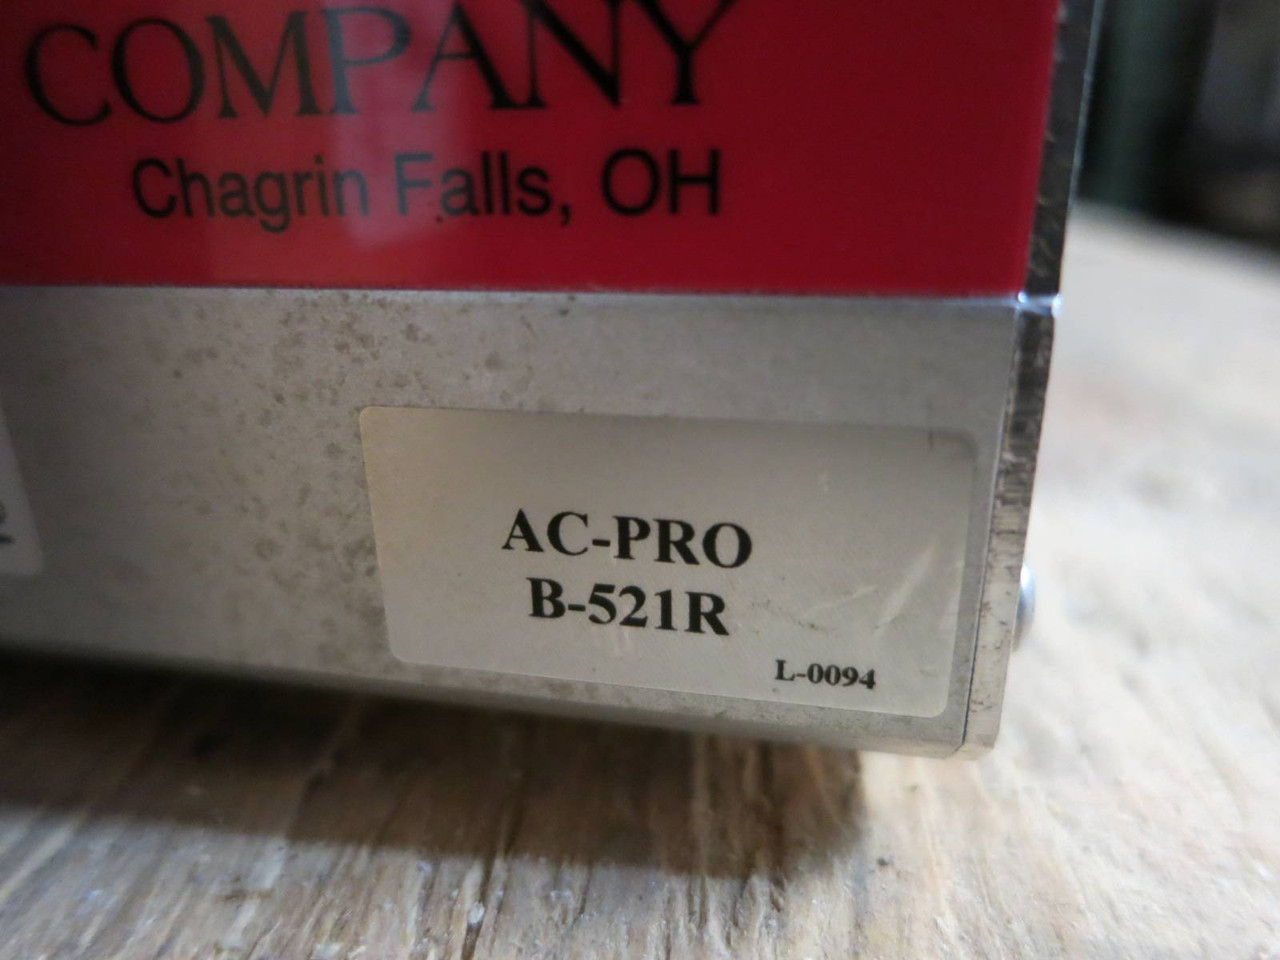 COMPANY
Chagrin Falls, OH
AC-PRO
B-521R
L-0094